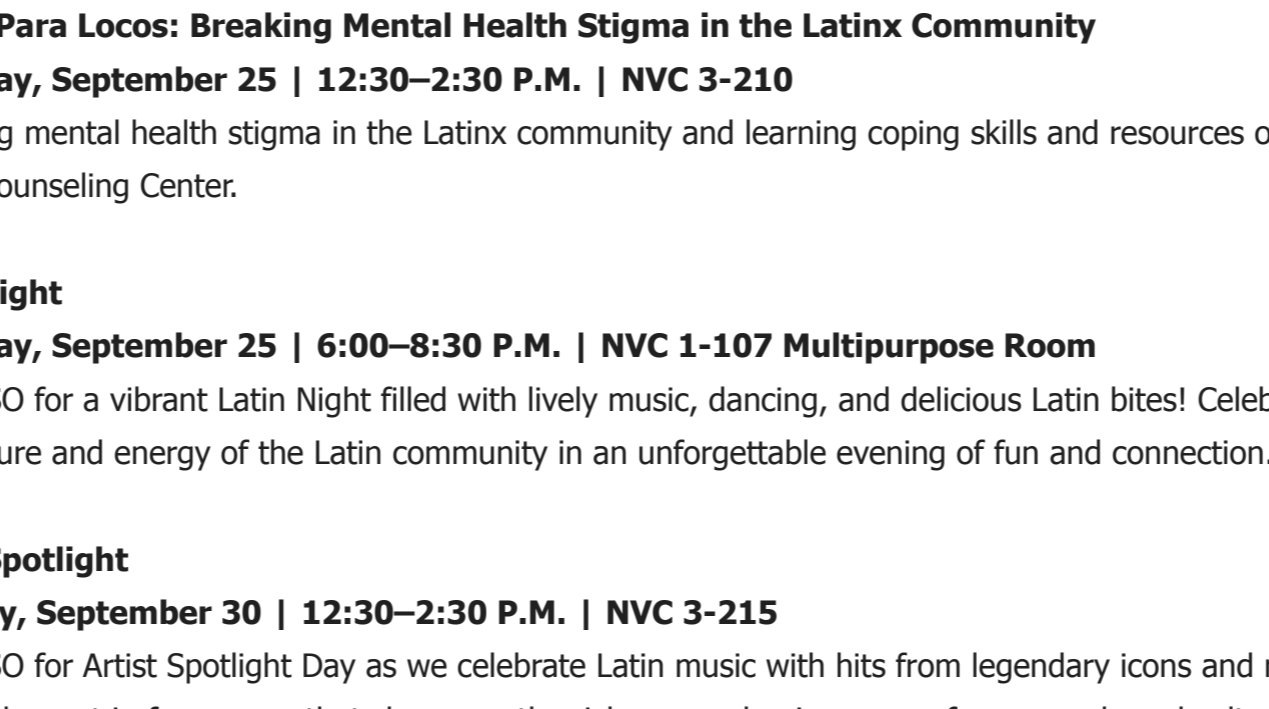 Para Locos: Breaking Mental Health Stigma in the Latinx Community
ay, September 25 | 12:30–2:30 P.M. | NVC 3-210
g mental health stigma in the Latinx community and learning coping skills and resources o
ounseling Center.
ight
ay, September 25 | 6:00–8:30 P.M. | NVC 1-107 Multipurpose Room
SO for a vibrant Latin Night filled with lively music, dancing, and delicious Latin bites! Celeb
ure and energy of the Latin community in an unforgettable evening of fun and connection.
Spotlight
y, September 30 | 12:30–2:30 P.M. | NVC 3-215
SO for Artist Spotlight Day as we celebrate Latin music with hits from legendary icons and